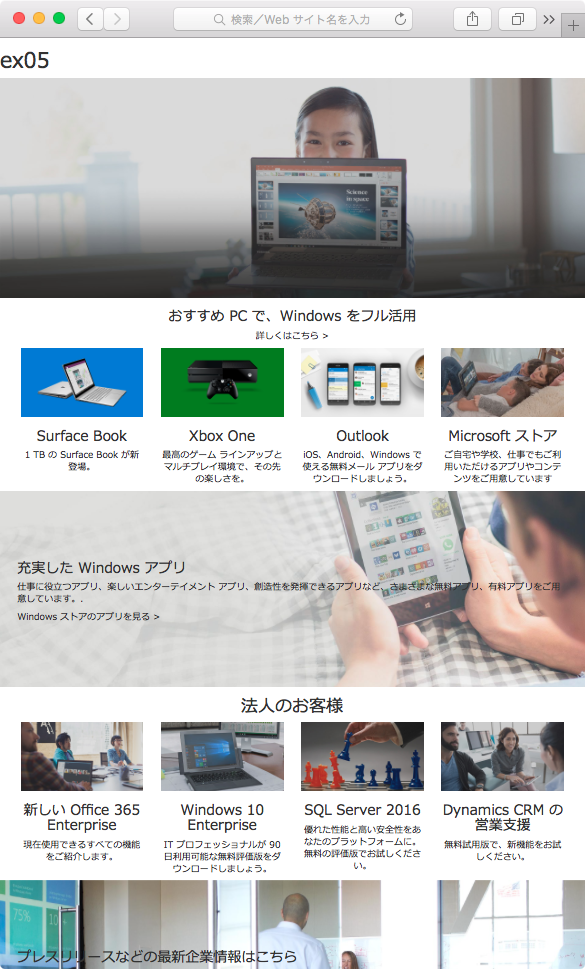 検索／Web サイト名を入力
ex05
Science
in space
おすすめ PC で、Windows をフル活用
詳しくはこちら >
Surface Book
1 TB の Surface Book が新
登場。
Xbox One
最高のゲーム ラインアップと
マルチプレイ環境で、その先
の楽しさを。
Outlook
iOS、Android、Windows で
使える無料メール アプリをダ
ウンロードしましょう。
Microsoft ストア
ご自宅や学校、仕事でもご利
用いただけるアプリやコンテ
ンツをご用意しています
充実した Windows アプリ
仕事に役立つアプリ、楽しいエンターテイメント アプリ、創造性を発揮できるアプリなど、さまざまな無料アプリ、有料アプリをご用
意しています。.
Windows ストアのアプリを見る >
法人のお客様
新しい Office 365
Enterprise
現在使用できるすべての機能
をご紹介します。
Windows 10
Enterprise
IT プロフェッショナルが 90
日利用可能な無料評価版をダ
ウンロードしましょう。
SQL Server 2016
優れた性能と高い安全性をあ
なたのプラットフォームに。
無料の評価版でお試しくださ
い。
Dynamics CRM の
営業支援
無料試用版で、新機能をお試
しください。
75%
10
プレスリリースなどの最新企業情報はこちら